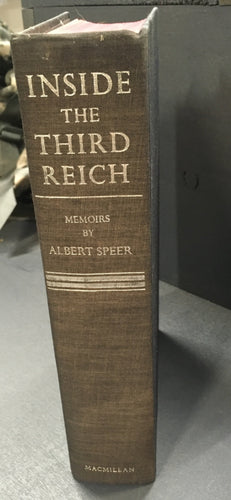 INSIDE
THE
THIRD
REICH
MEMOIRS
BY
ALBERT SPEER
MACMILLAN